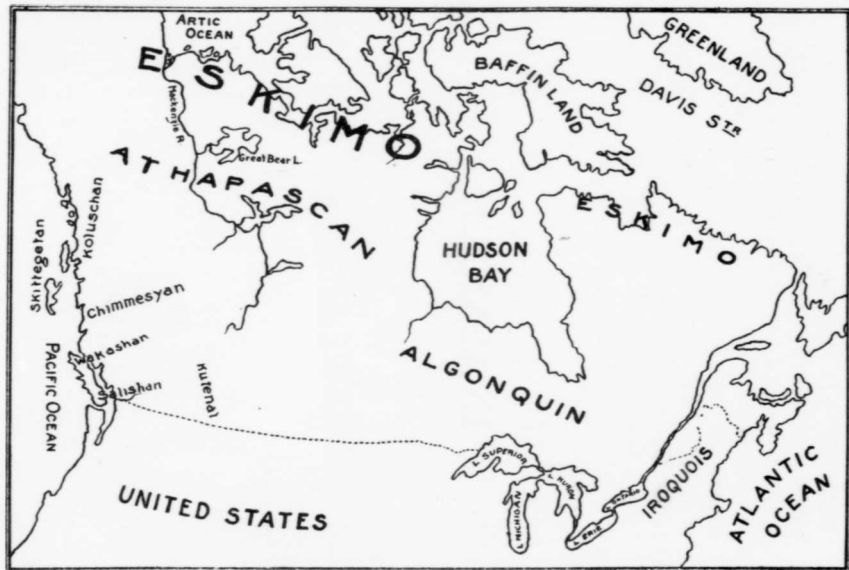 ARTIC
OCEAN
ESKIMO
GREENLAND
BAFFIN LAND
DAVIS STR
Mackenzie R.
Great Bear L.
ATHAPASCAN
ESKIMO
Koluschan
Skittegetan
HUDSON
BAY
Chimmesyan
Wakashan
PACIFIC OCEAN
Salishan
Kutenai
ALGONQUIN
L. SUPERIOR
L. HURON
L. MICHIGAN
ONTARIO
L. ERIE
IROQUOIS
ATLANTIC
OCEAN
UNITED STATES